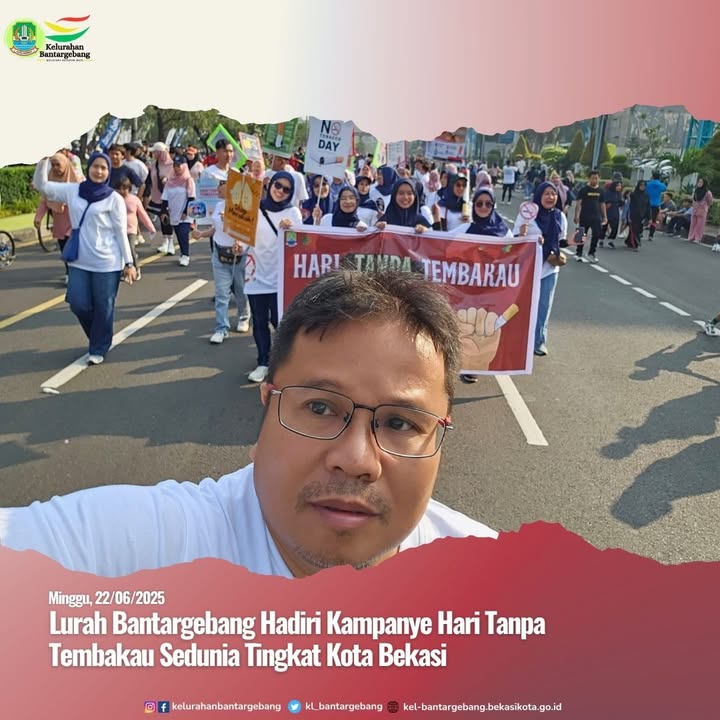 Kelurahan
Bantargebang
NO
TOBACCO
DAY
HARI TANPA TEMBAKAU
Minggu, 22/06/2025
Lurah Bantargebang Hadiri Kampanye Hari Tanpa
Tembakau Sedunia Tingkat Kota Bekasi
kelurahanbantargebang kl_bantargebang kel-bantargebang.bekasikota.go.id